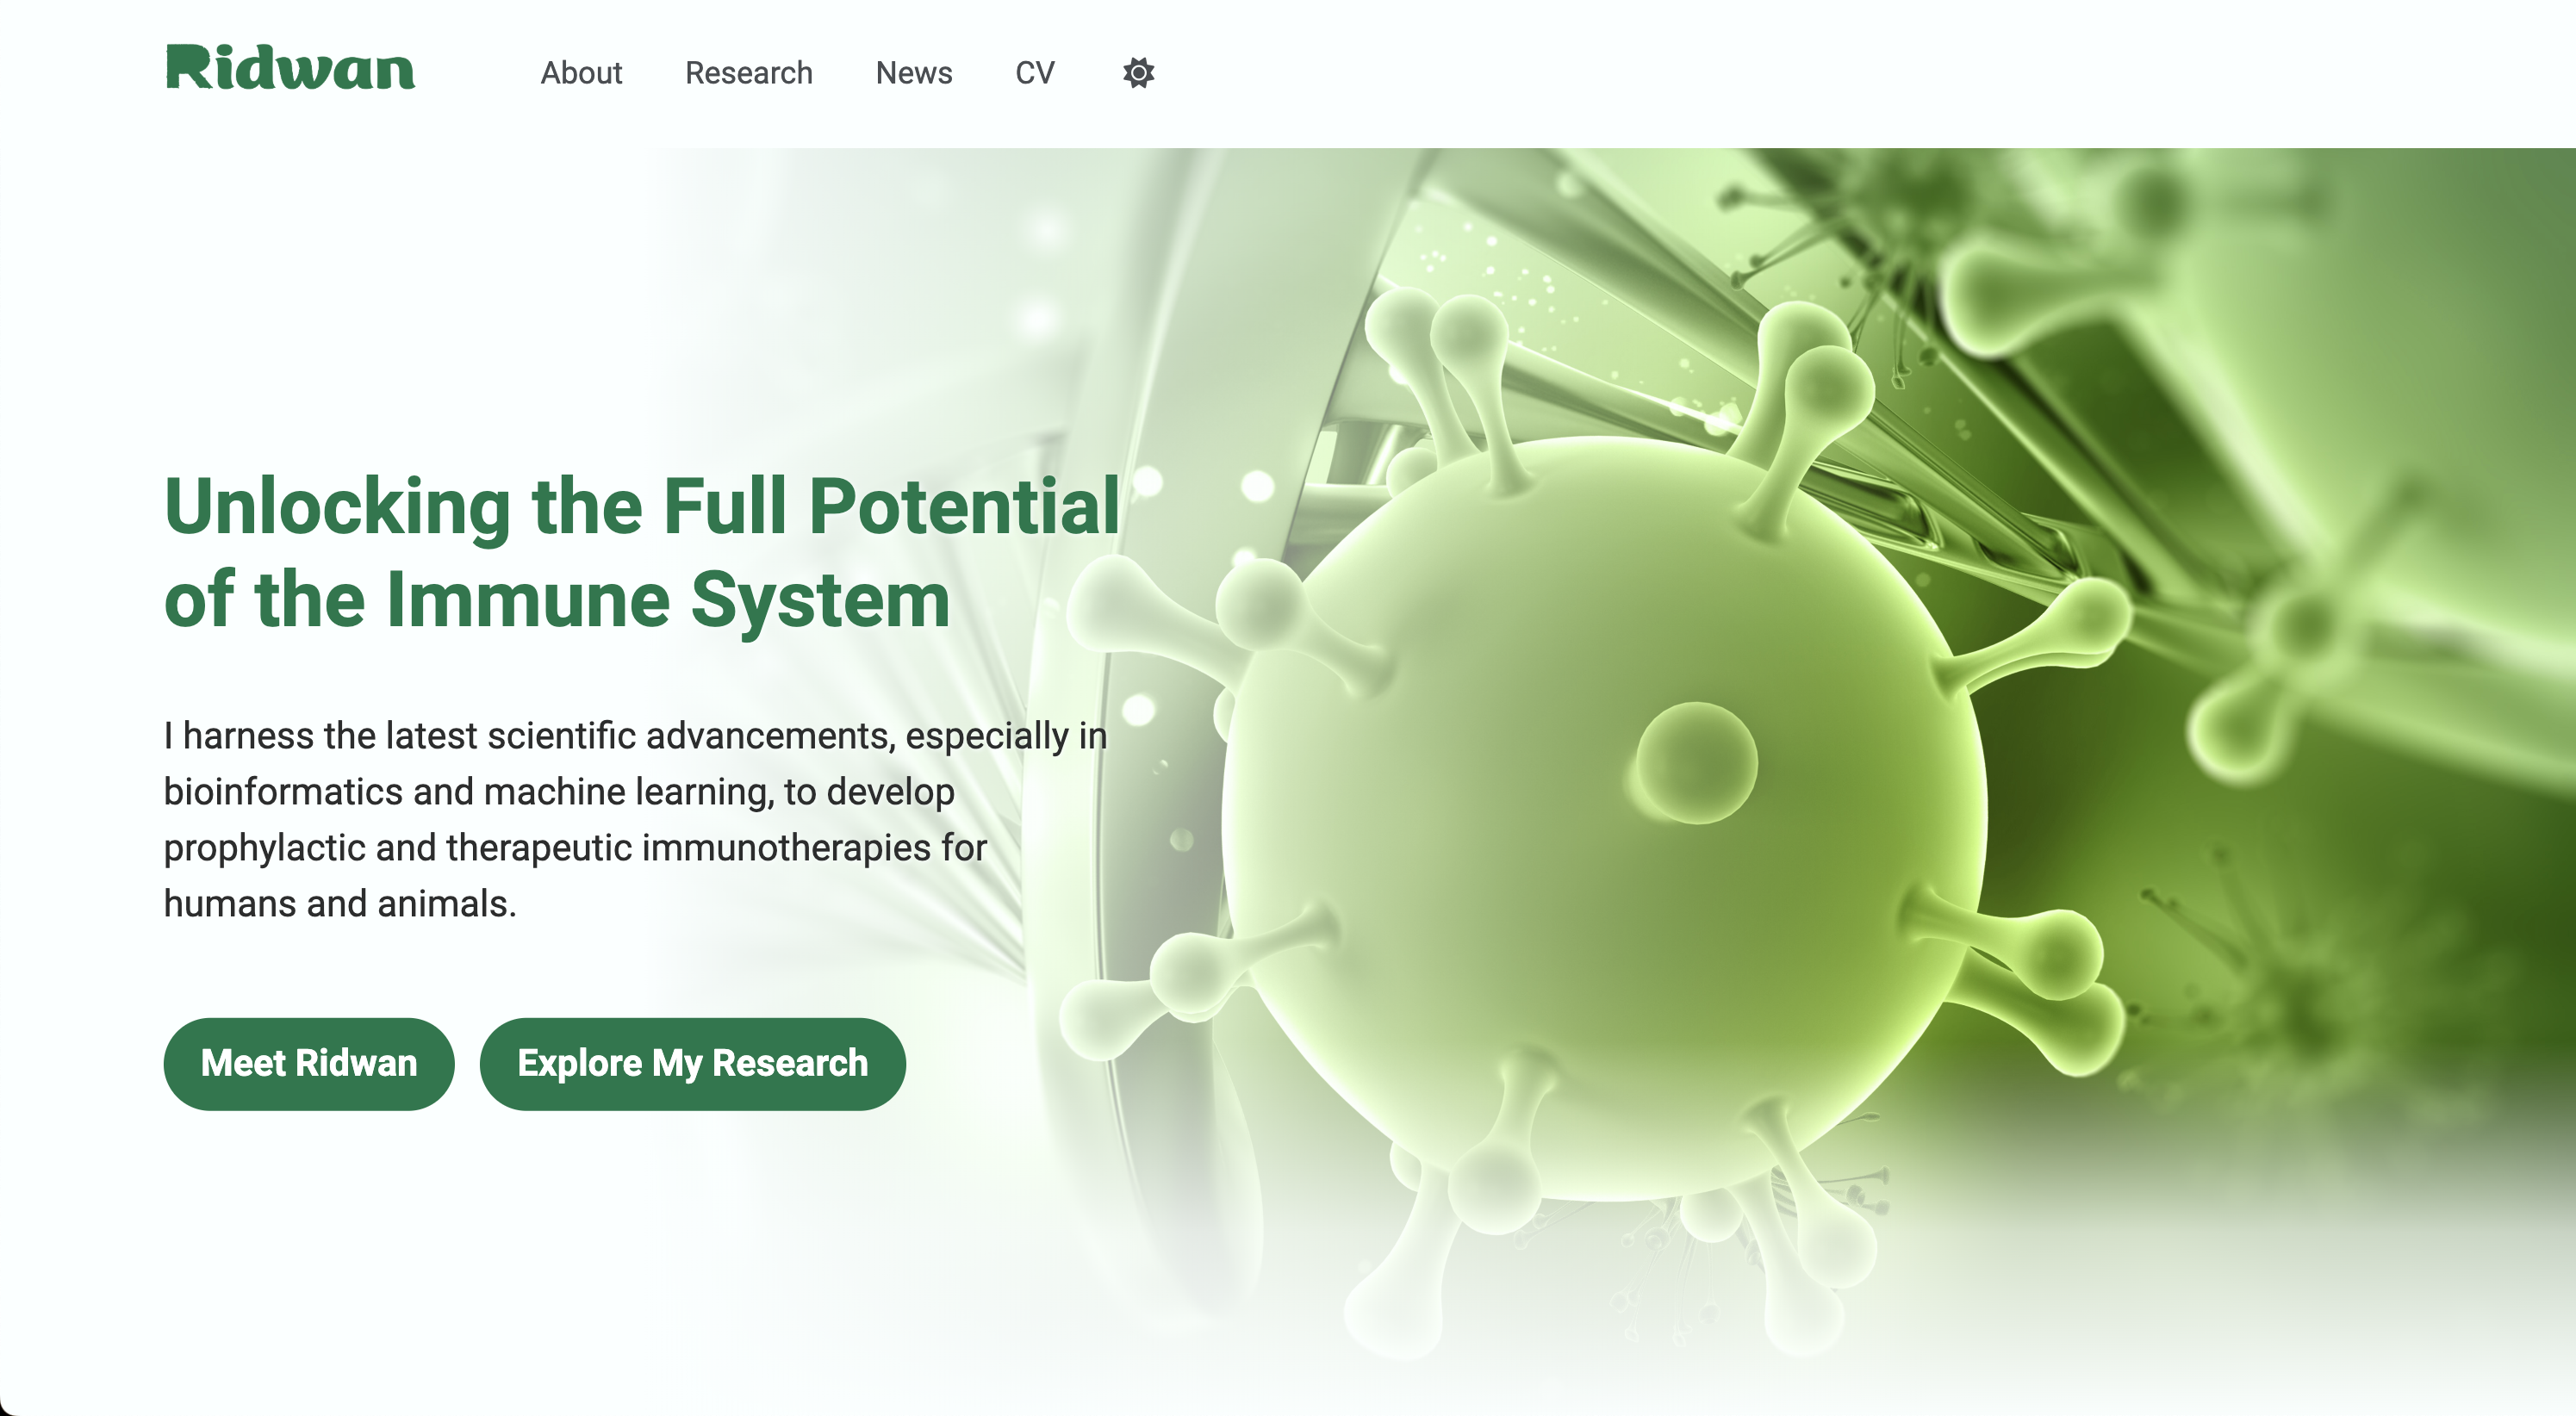 Ridwan
About Research News CV
Unlocking the Full Potential
of the Immune System
I harness the latest scientific advancements, especially in
bioinformatics and machine learning, to develop
prophylactic and therapeutic immunotherapies for
humans and animals.
Meet Ridwan Explore My Research